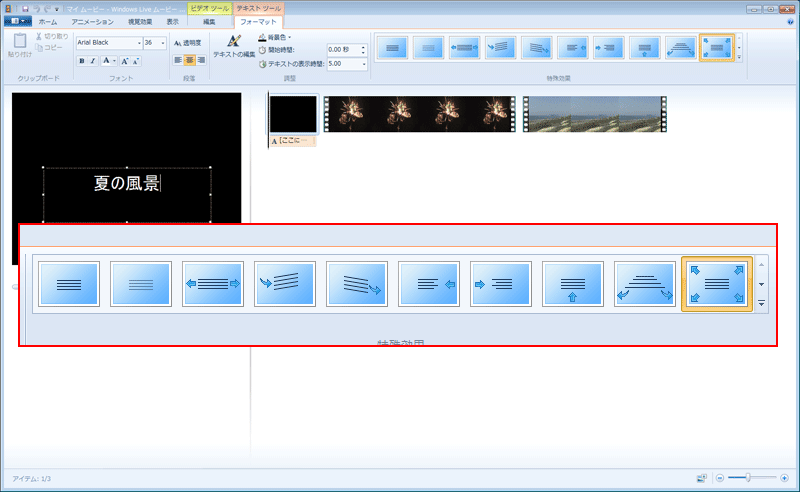 マイ ムービー - Windows Live ムービー ...
ビデオ ツール
テキスト ツール
ホーム
アニメーション
視覚効果
表示
編集
フォーマット
貼り付け
切り取り
コピー
クリップボード
Arial Black
36
B I A A A
フォント
透明度
段落
テキストの編集
背景色
開始時間:
0.00 秒
テキストの表示時間:
5.00
調整
特殊効果
夏の風景
A [ここに ...
特殊効果
アイテム: 1/3